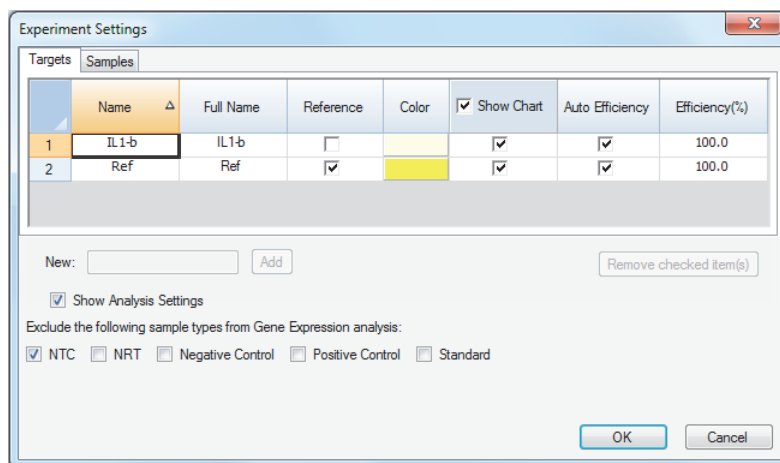 Experiment Settings
Targets Samples
Name Full Name Reference Color Show Chart Auto Efficiency Efficiency(%)
1 IL1-b IL1-b 100.0
2 Ref Ref 100.0
New: Add Remove checked item(s)
Show Analysis Settings
Exclude the following sample types from Gene Expression analysis:
NTC NRT Negative Control Positive Control Standard
OK Cancel